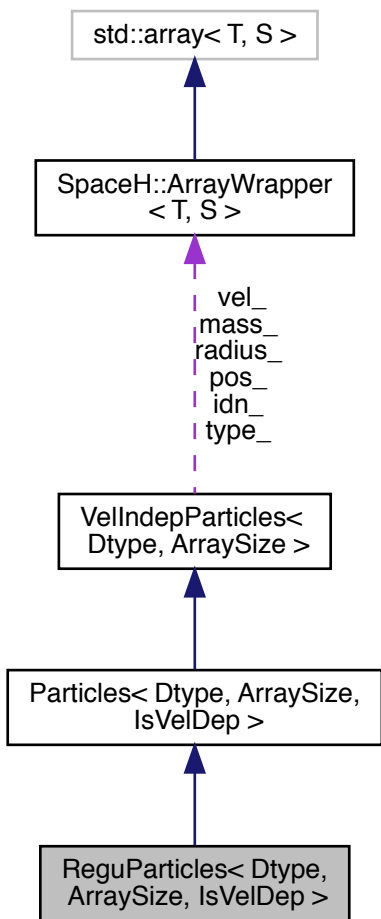 std::array< T, S >
SpaceH::ArrayWrapper
< T, S >
vel_
mass_
radius_
pos_
idn_
type_
VelIndepParticles<
Dtype, ArraySize >
Particles< Dtype, ArraySize,
IsVelDep >
ReguParticles< Dtype,
ArraySize, IsVelDep >